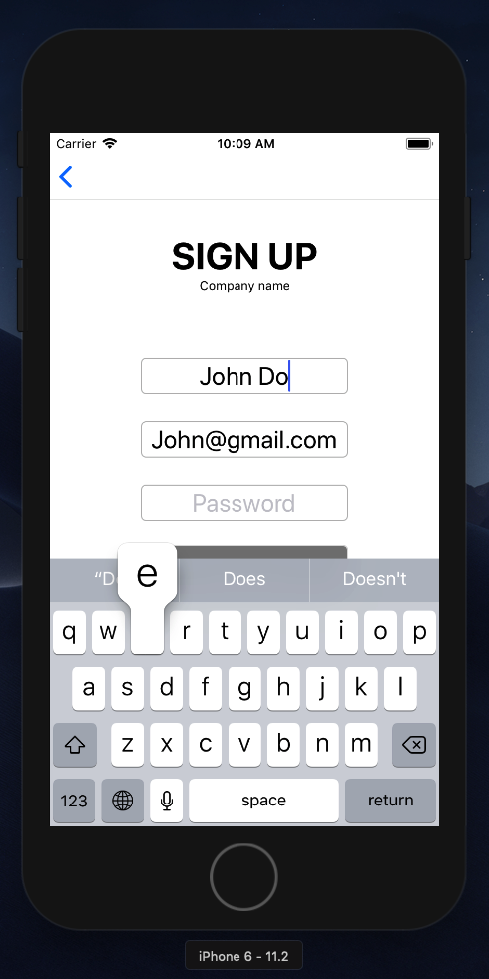 Carrier 10:09 AM
SIGN UP
Company name
John Do
John@gmail.com
Password
“D Does Doesn't
e
q w r t y u i o p
a s d f g h j k l
z x c v b n m
123 space return
iPhone 6 - 11.2